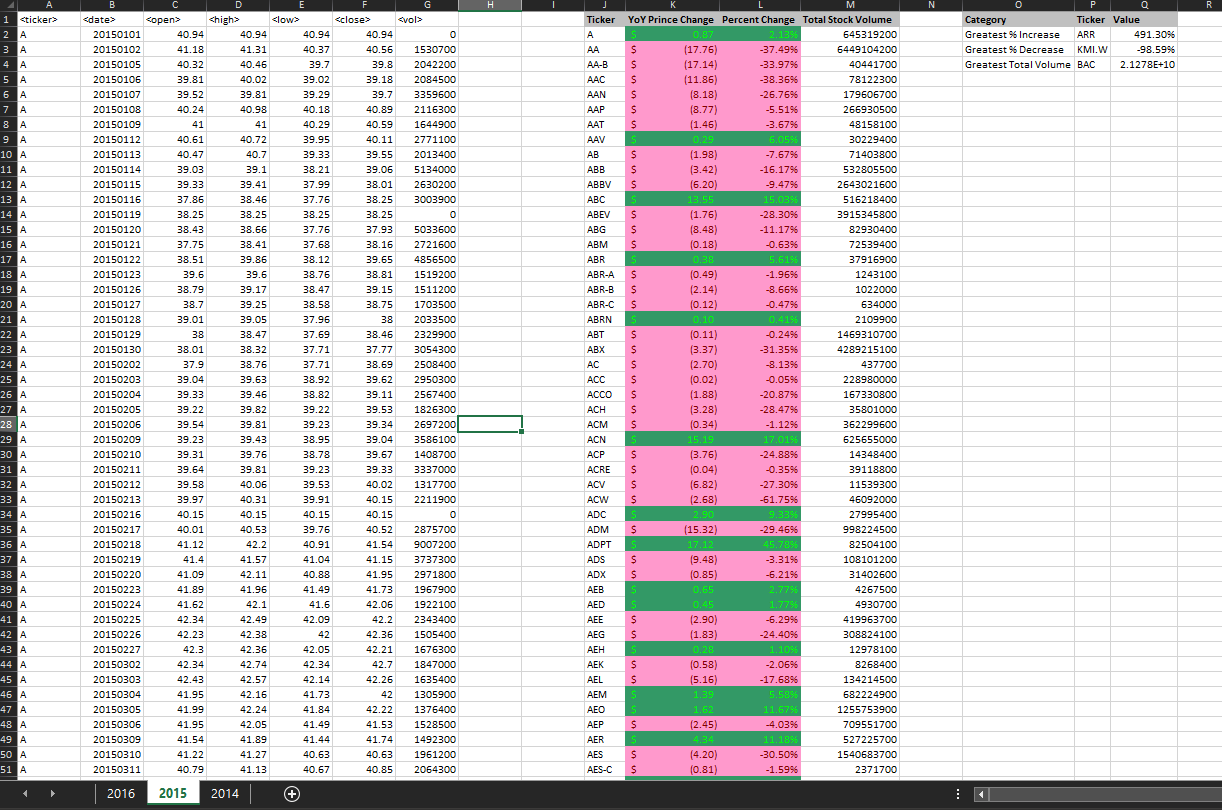 A B C D E F G H I J K L M N O P Q R
1 <ticker> <date> <open> <high> <low> <close> <vol> Ticker YoY Prince Change Percent Change Total Stock Volume Category Ticker Value
2 A 20150101 40.94 40.94 40.94 40.94 0 A $ 0.87 2.13% 645319200 Greatest % Increase ARR 491.30%
3 A 20150102 41.18 41.31 40.37 40.56 1530700 AA $ (17.76) -37.49% 6449104200 Greatest % Decrease KMI.W -98.59%
4 A 20150105 40.32 40.46 39.7 39.8 2042200 AA-B $ (17.14) -33.97% 40441700 Greatest Total Volume BAC 2.1278E+10
5 A 20150106 39.81 40.02 39.02 39.18 2084500 AAC $ (11.86) -38.36% 78122300
6 A 20150107 39.52 39.81 39.29 39.7 3359600 AAN $ (8.18) -26.76% 179606700
7 A 20150108 40.24 40.98 40.18 40.89 2116300 AAP $ (8.77) -5.51% 266930500
8 A 20150109 41 41 40.29 40.59 1644900 AAT $ (1.46) -3.67% 48158100
9 A 20150112 40.61 40.72 39.95 40.11 2771100 AAV $ 0.29 6.05% 30229400
10 A 20150113 40.47 40.7 39.33 39.55 2013400 AB $ (1.98) -7.67% 71403800
11 A 20150114 39.03 39.1 38.21 39.06 5134000 ABB $ (3.42) -16.17% 532805500
12 A 20150115 39.33 39.41 37.99 38.01 2630200 ABBV $ (6.20) -9.47% 2643021600
13 A 20150116 37.86 38.46 37.76 38.25 3003900 ABC $ 13.55 15.03% 516218400
14 A 20150119 38.25 38.25 38.25 38.25 0 ABEV $ (1.76) -28.30% 3915345800
15 A 20150120 38.43 38.66 37.76 37.93 5033600 ABG $ (8.48) -11.17% 82930400
16 A 20150121 37.75 38.41 37.68 38.16 2721600 ABM $ (0.18) -0.63% 72539400
17 A 20150122 38.51 39.86 38.12 39.65 4856500 ABR $ 0.38 5.61% 37916900
18 A 20150123 39.6 39.6 38.76 38.81 1519200 ABR-A $ (0.49) -1.96% 1243100
19 A 20150126 38.79 39.17 38.47 39.15 1511200 ABR-B $ (2.14) -8.66% 1022000
20 A 20150127 38.7 39.25 38.58 38.75 1703500 ABR-C $ (0.12) -0.47% 634000
21 A 20150128 39.01 39.05 37.96 38 2033500 ABRN $ 0.10 0.41% 2109900
22 A 20150129 38 38.47 37.69 38.46 2329900 ABT $ (0.11) -0.24% 1469310700
23 A 20150130 38.01 38.32 37.71 37.77 3054300 ABX $ (3.37) -31.35% 4289215100
24 A 20150202 37.9 38.76 37.71 38.69 2508400 AC $ (2.70) -8.13% 437700
25 A 20150203 39.04 39.63 38.92 39.62 2950300 ACC $ (0.02) -0.05% 228980000
26 A 20150204 39.33 39.46 38.82 39.11 2567400 ACCO $ (1.88) -20.87% 167330800
27 A 20150205 39.22 39.82 39.22 39.53 1826300 ACH $ (3.28) -28.47% 35801000
28 A 20150206 39.54 39.81 39.23 39.34 2697200 ACM $ (0.34) -1.12% 362299600
29 A 20150209 39.23 39.43 38.95 39.04 3586100 ACN $ 15.19 17.01% 625655000
30 A 20150210 39.31 39.76 38.78 39.67 1408700 ACP $ (3.76) -24.88% 14348400
31 A 20150211 39.64 39.81 39.23 39.33 3337000 ACRE $ (0.04) -0.35% 39118800
32 A 20150212 39.58 40.06 39.53 40.02 1317700 ACV $ (6.82) -27.30% 11539300
33 A 20150213 39.97 40.31 39.91 40.15 2211900 ACW $ (2.68) -61.75% 46092000
34 A 20150216 40.15 40.15 40.15 40.15 0 ADC $ 2.90 9.33% 27995400
35 A 20150217 40.01 40.53 39.76 40.52 2875700 ADM $ (15.32) -29.46% 998224500
36 A 20150218 41.12 42.2 40.91 41.54 9007200 ADPT $ 17.12 45.78% 82504100
37 A 20150219 41.4 41.57 41.04 41.15 3737300 ADS $ (9.48) -3.31% 108101200
38 A 20150220 41.09 42.11 40.88 41.95 2971800 ADX $ (0.85) -6.21% 31402600
39 A 20150223 41.89 41.96 41.49 41.73 1967900 AEB $ 0.65 2.77% 4267500
40 A 20150224 41.62 42.1 41.6 42.06 1922100 AED $ 0.45 1.77% 4930700
41 A 20150225 42.34 42.49 42.09 42.2 2343400 AEE $ (2.90) -6.29% 419963700
42 A 20150226 42.23 42.38 42 42.36 1505400 AEG $ (1.83) -24.40% 308824100
43 A 20150227 42.3 42.36 42.05 42.21 1676300 AEH $ 0.28 1.10% 12978100
44 A 20150302 42.34 42.74 42.34 42.7 1847000 AEK $ (0.58) -2.06% 8268400
45 A 20150303 42.43 42.57 42.14 42.26 1635400 AEL $ (5.16) -17.68% 134214500
46 A 20150304 41.95 42.16 41.73 42 1305900 AEM $ 1.39 5.58% 682224900
47 A 20150305 41.99 42.24 41.84 42.22 1376400 AEO $ 1.62 11.67% 1255753900
48 A 20150306 41.95 42.05 41.49 41.53 1528500 AEP $ (2.45) -4.03% 709551700
49 A 20150309 41.54 41.89 41.44 41.74 1492300 AER $ 4.34 11.18% 527225700
50 A 20150310 41.22 41.27 40.63 40.63 1961200 AES $ (4.20) -30.50% 1540683700
51 A 20150311 40.79 41.13 40.67 40.85 2064300 AES-C $ (0.81) -1.59% 2371700
2016 2015 2014